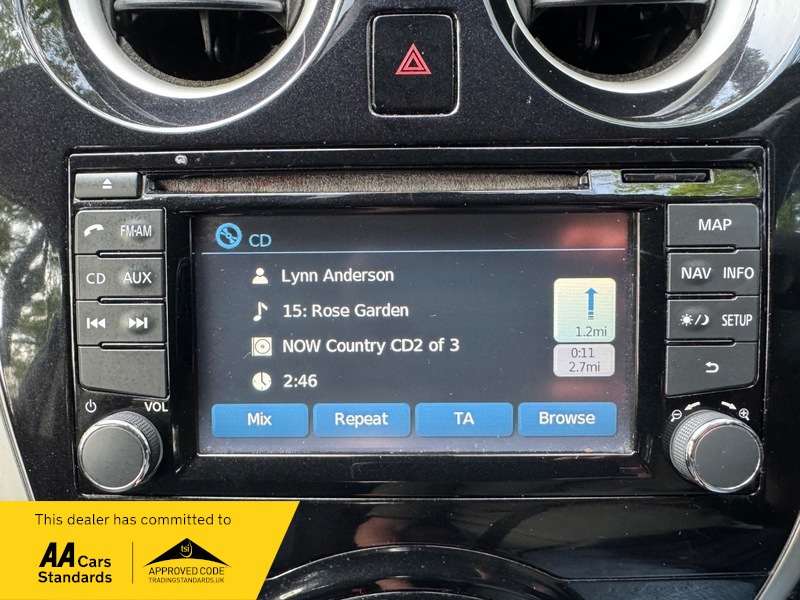 FM·AM
CD AUX
VOL
CD
Lynn Anderson
15: Rose Garden
NOW Country CD2 of 3
2:46
1.2mi
0:11
2.7mi
Mix Repeat TA Browse
MAP
NAV INFO
SETUP
This dealer has committed to
AA Cars
Standards
tsi
APPROVED CODE
TRADINGSTANDARDS.UK